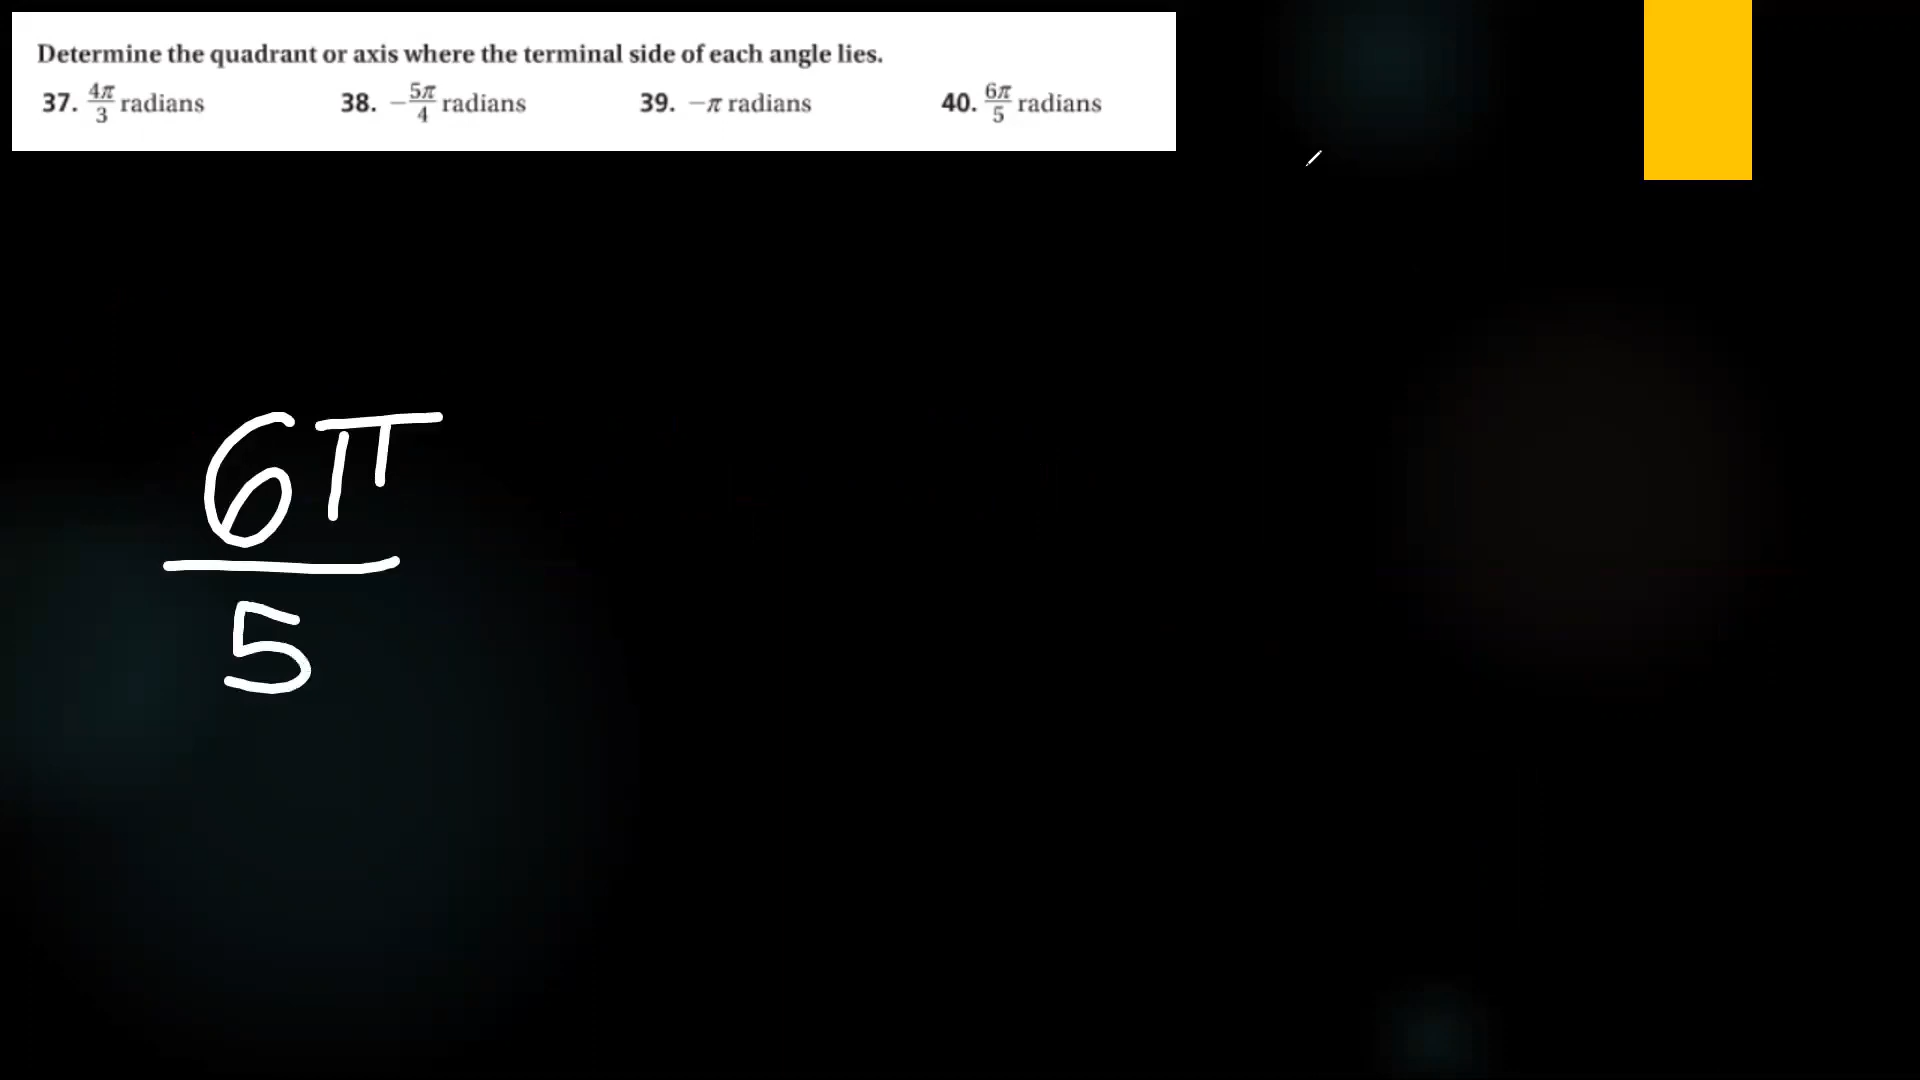 Determine the quadrant or axis where the terminal side of each angle lies.
37. 4π/3 radians 38. −5π/4 radians 39. −π radians 40. 6π/5 radians
6π
5